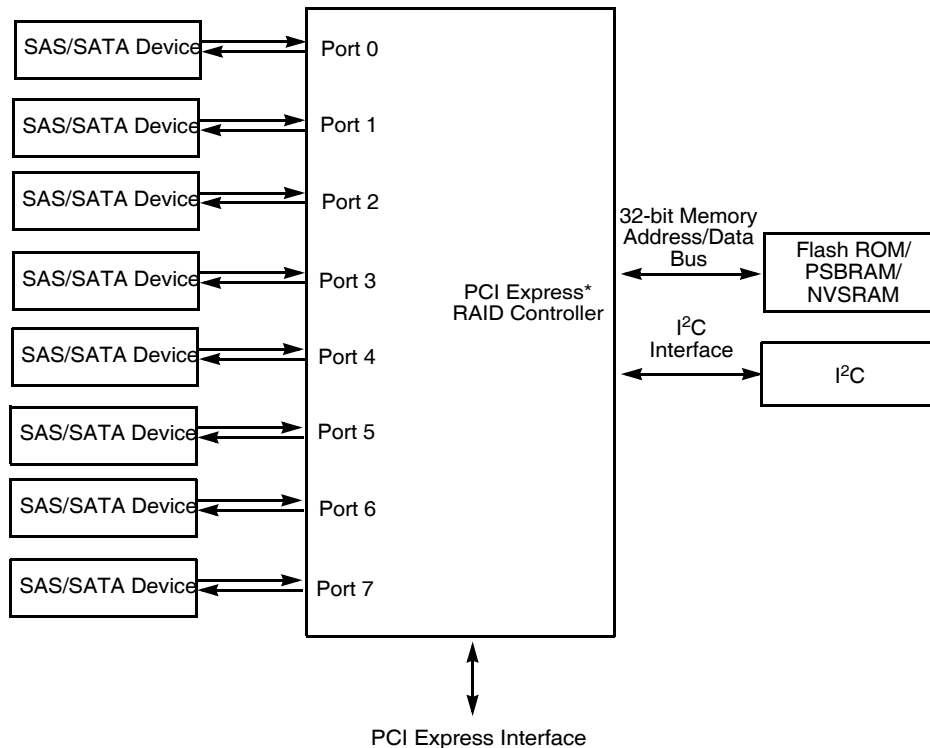 SAS/SATA Device
Port 0
SAS/SATA Device
Port 1
SAS/SATA Device
Port 2
SAS/SATA Device
Port 3
SAS/SATA Device
Port 4
SAS/SATA Device
Port 5
SAS/SATA Device
Port 6
SAS/SATA Device
Port 7
PCI Express*
RAID Controller
32-bit Memory
Address/Data
Bus
Flash ROM/
PSBRAM/
NVSRAM
I²C
Interface
I²C
PCI Express Interface